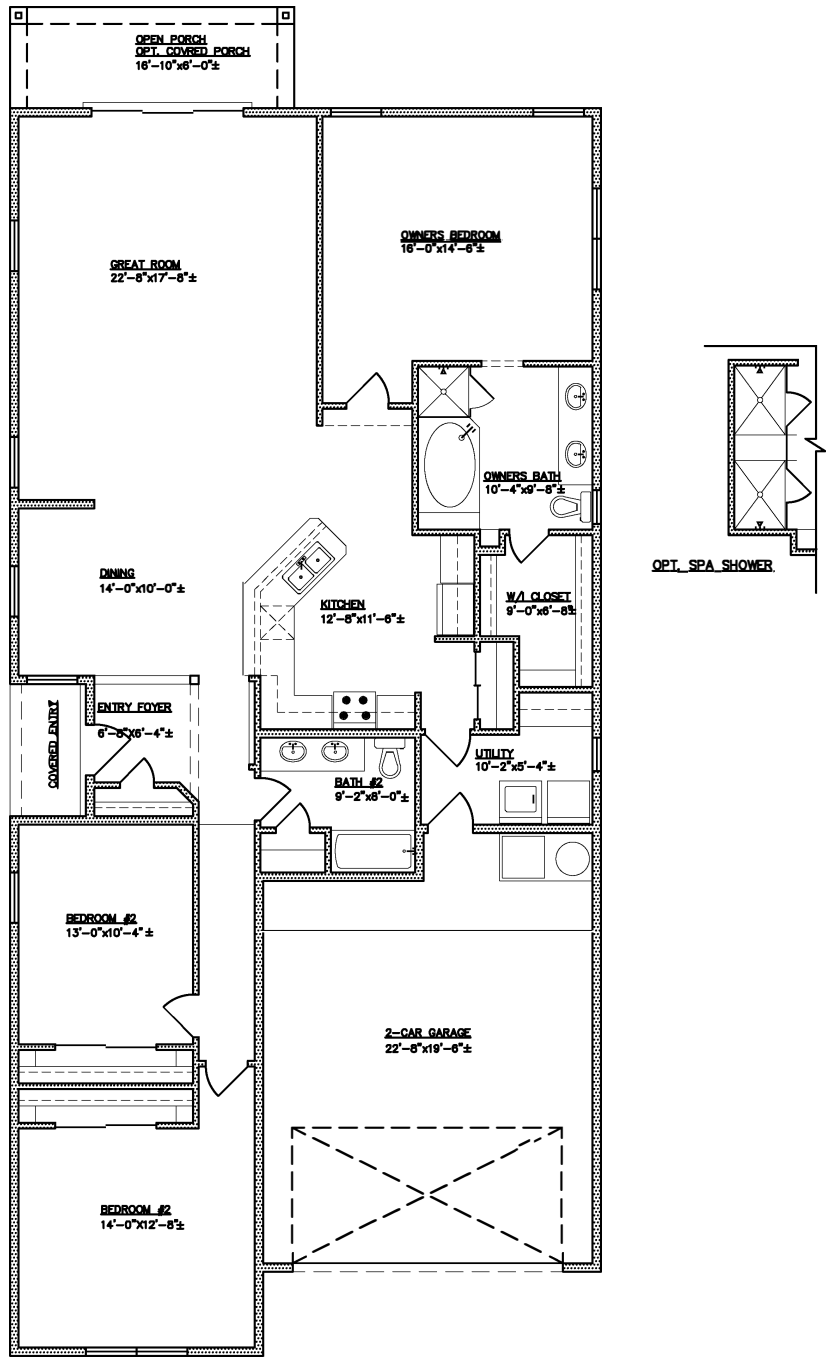 OPEN PORCH
OPT. COVRED PORCH
16'-10"x6'-0"±
OWNERS BEDROOM
16'-0"x14'-6"±
GREAT ROOM
22'-8"x17'-8"±
OWNERS BATH
10'-4"x9'-8"±
OPT. SPA SHOWER
DINING
14'-0"x10'-0"±
KITCHEN
12'-8"x11'-6"±
W/I CLOSET
9'-0"x6'-8"±
ENTRY FOYER
6'-8"X6'-4"±
COVERED ENTRY
UTILITY
10'-2"x5'-4"±
BATH #2
9'-2"x8'-0"±
BEDROOM #2
13'-0"x10'-4"±
2-CAR GARAGE
22'-8"x19'-6"±
BEDROOM #2
14'-0"X12'-8"±